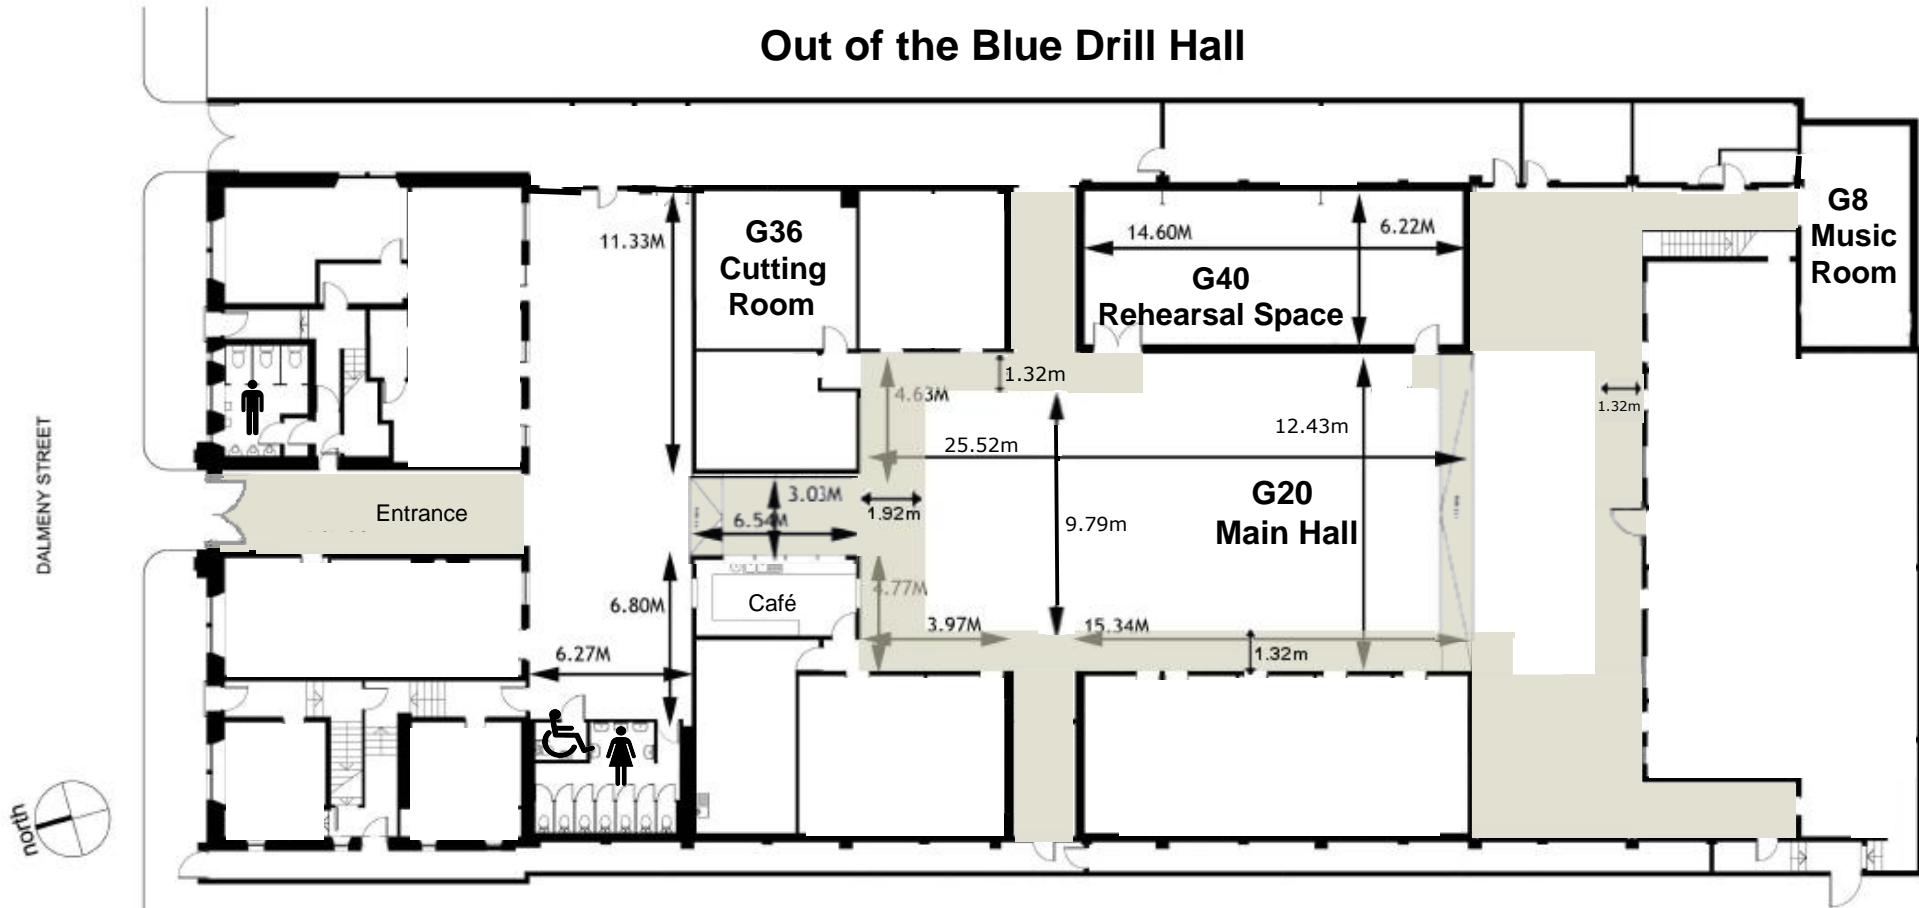 Out of the Blue Drill Hall
11.33M
G36
Cutting
Room
14.60M
6.22M
G40
Rehearsal Space
G8
Music
Room
1.32m
4.63M
1.32m
12.43m
25.52m
DALMENY STREET
Entrance
3.03M
6.54M
1.92m
9.79m
G20
Main Hall
4.77M
Café
6.80M
3.97M
15.34M
1.32m
6.27M
north